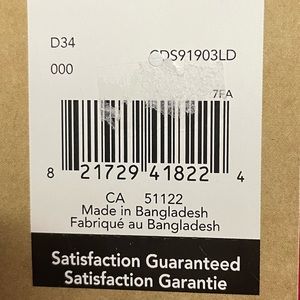 D34 CDS91903LD
000
7FA
8 21729 41822 4
CA 51122
Made in Bangladesh
Fabriqué au Bangladesh
Satisfaction Guaranteed
Satisfaction Garantie